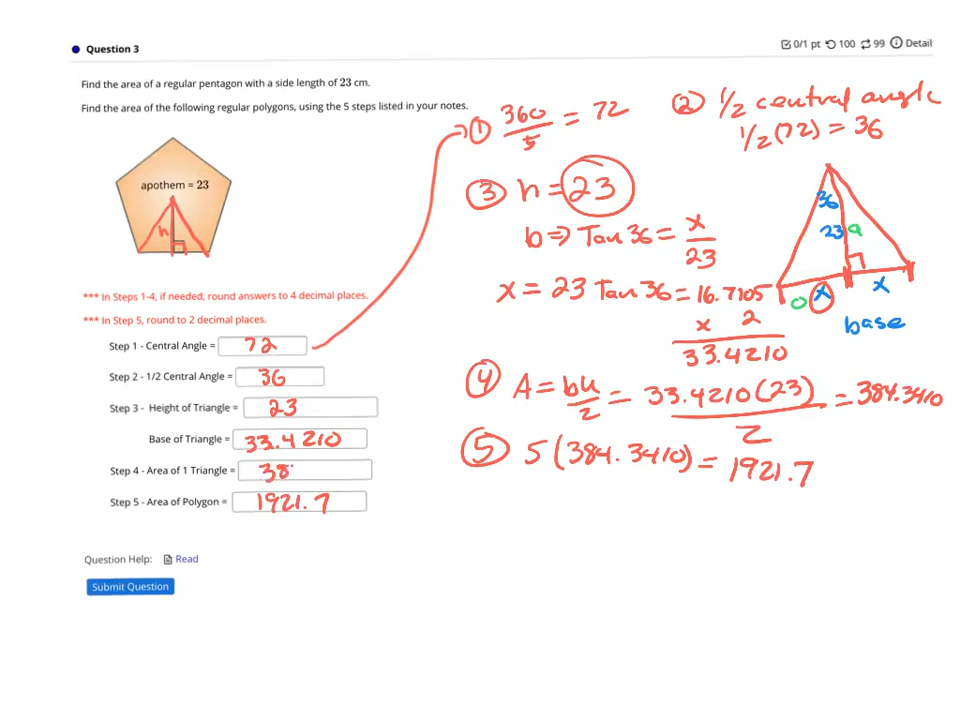 Question 3
0/1 pt 100 99 Detail
Find the area of a regular pentagon with a side length of 23 cm.
Find the area of the following regular polygons, using the 5 steps listed in your notes.
apothem = 23
h
*** In Steps 1-4, if needed, round answers to 4 decimal places.
*** In Step 5, round to 2 decimal places.
Step 1 - Central Angle = 72
Step 2 - 1/2 Central Angle = 36
Step 3 - Height of Triangle = 23
Base of Triangle = 33.4210
Step 4 - Area of 1 Triangle = 38
Step 5 - Area of Polygon = 1921.7
Question Help: Read
Submit Question
① 360/5 = 72
② 1/2 central angle
1/2(72) = 36
③ h = 23
b => Tan 36 = x/23
x = 23 Tan 36 = 16.7105
x 2
33.4210
36
23 a
o x x
base
④ A = bh/2 = 33.4210(23)/2 = 384.3410
⑤ 5(384.3410) = 1921.7